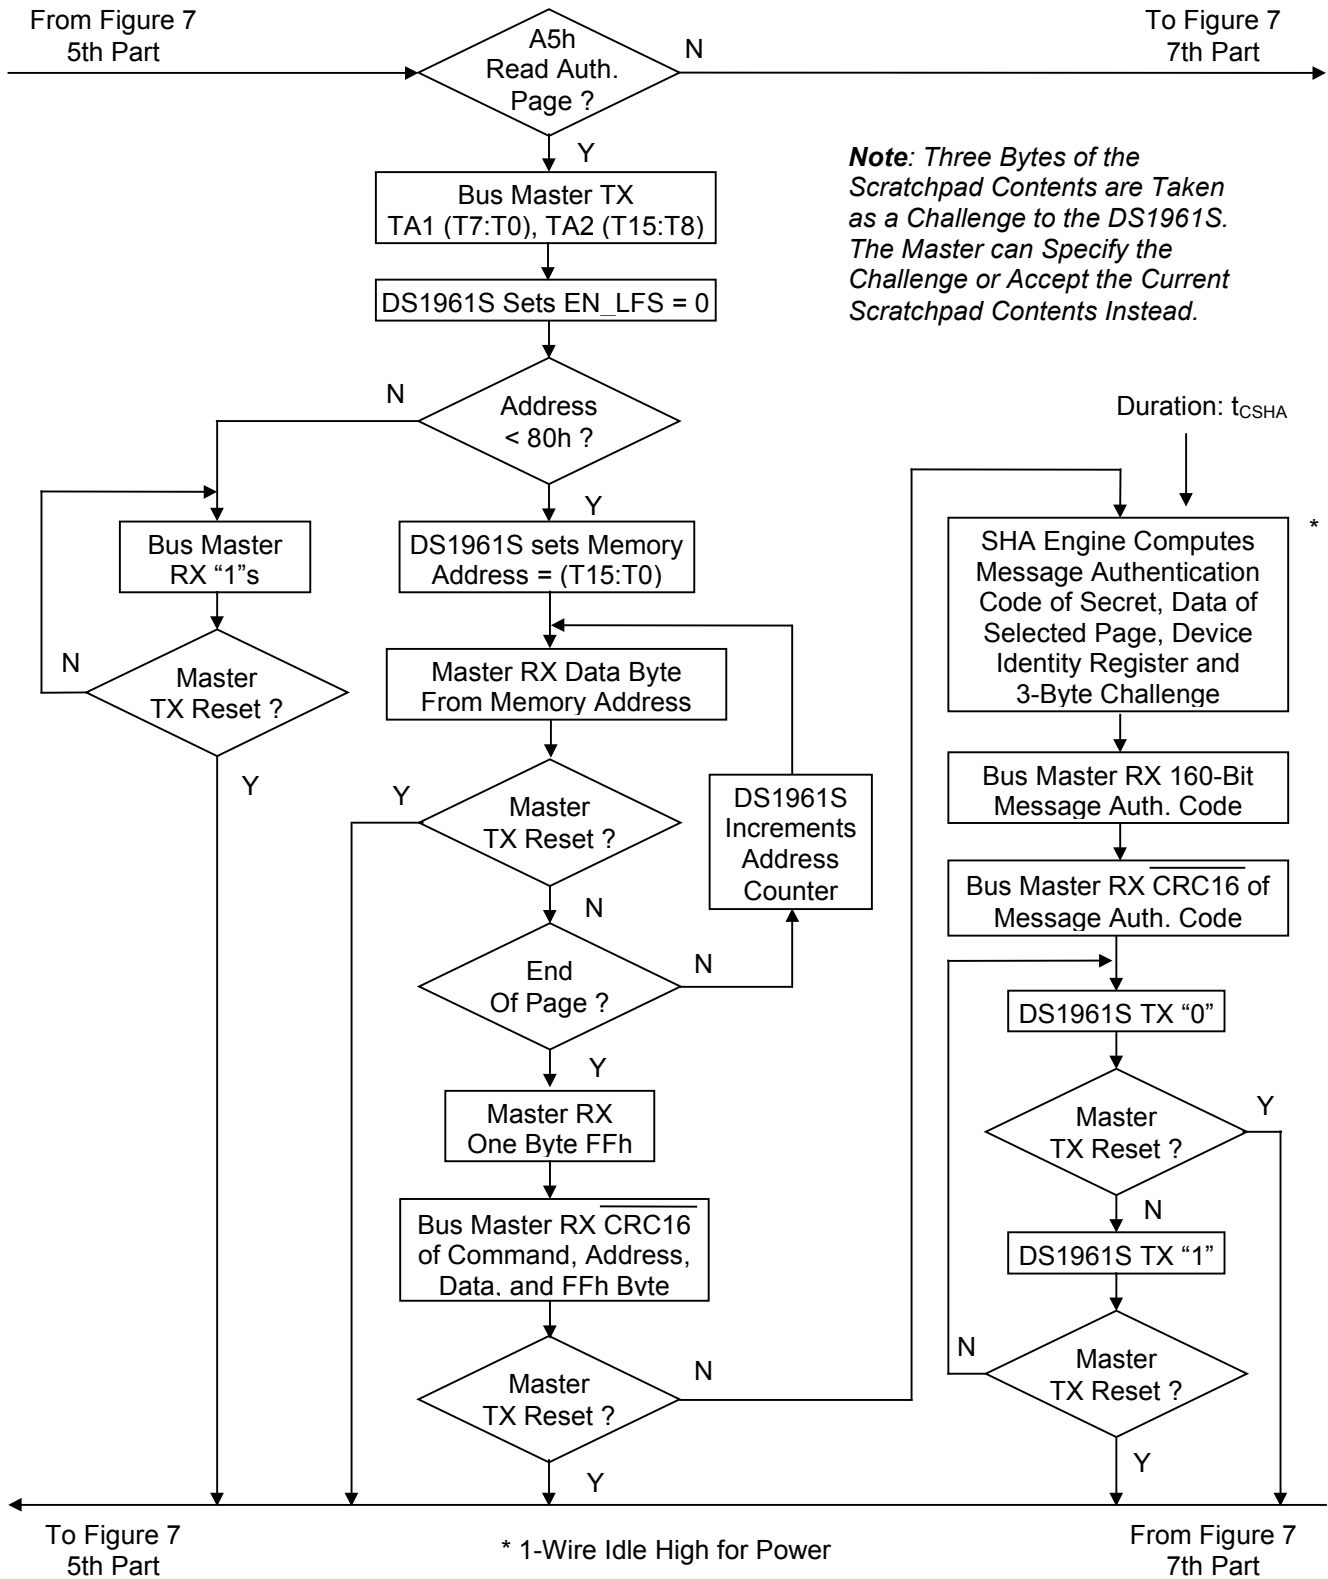 From Figure 7
5th Part
To Figure 7
7th Part
A5h
Read Auth.
Page ?
N
Y
Note: Three Bytes of the
Scratchpad Contents are Taken
as a Challenge to the DS1961S.
The Master can Specify the
Challenge or Accept the Current
Scratchpad Contents Instead.
Bus Master TX
TA1 (T7:T0), TA2 (T15:T8)
DS1961S Sets EN_LFS = 0
Address
< 80h ?
N
Y
Bus Master
RX “1”s
Master
TX Reset ?
N
Y
DS1961S sets Memory
Address = (T15:T0)
Master RX Data Byte
From Memory Address
Master
TX Reset ?
Y
N
DS1961S
Increments
Address
Counter
End
Of Page ?
N
Y
Master RX
One Byte FFh
Bus Master RX CRC16
of Command, Address,
Data, and FFh Byte
Master
TX Reset ?
N
Y
Duration: tCSHA
*
SHA Engine Computes
Message Authentication
Code of Secret, Data of
Selected Page, Device
Identity Register and
3-Byte Challenge
Bus Master RX 160-Bit
Message Auth. Code
Bus Master RX CRC16 of
Message Auth. Code
DS1961S TX “0”
Master
TX Reset ?
Y
N
DS1961S TX “1”
Master
TX Reset ?
N
Y
To Figure 7
5th Part
* 1-Wire Idle High for Power
From Figure 7
7th Part